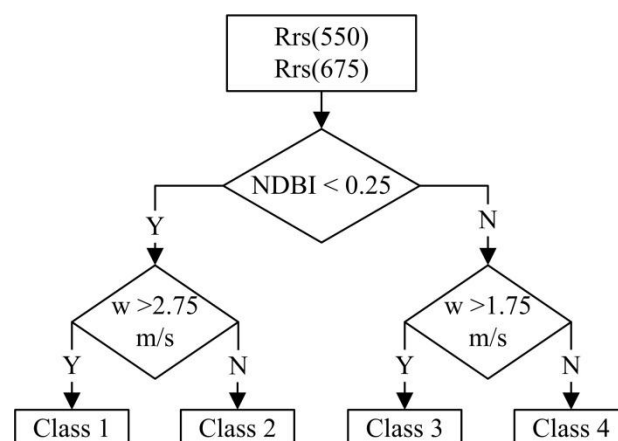 Rrs(550)
Rrs(675)
NDBI < 0.25
Y
N
w >2.75
m/s
w >1.75
m/s
Y
N
Y
N
Class 1
Class 2
Class 3
Class 4